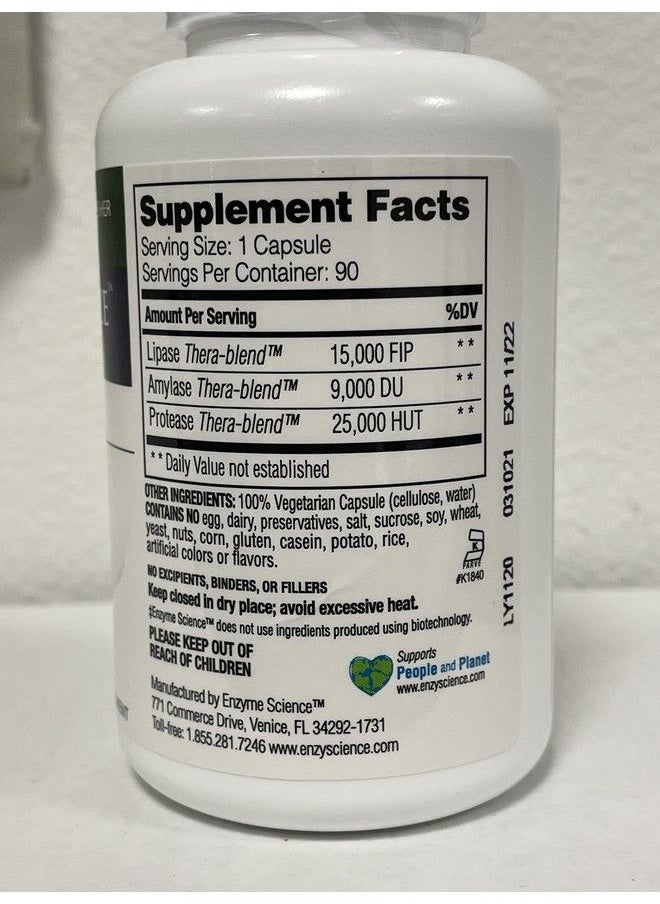 Supplement Facts
Serving Size: 1 Capsule
Servings Per Container: 90
Amount Per Serving %DV
Lipase Thera-blend™ 15,000 FIP **
Amylase Thera-blend™ 9,000 DU **
Protease Thera-blend™ 25,000 HUT **
** Daily Value not established
OTHER INGREDIENTS: 100% Vegetarian Capsule (cellulose, water)
CONTAINS NO egg, dairy, preservatives, salt, sucrose, soy, wheat,
yeast, nuts, corn, gluten, casein, potato, rice,
artificial colors or flavors.
K
PARVE
#K1840
NO EXCIPIENTS, BINDERS, OR FILLERS
Keep closed in dry place; avoid excessive heat.
‡Enzyme Science™ does not use ingredients produced using biotechnology.
PLEASE KEEP OUT OF
REACH OF CHILDREN
Supports
People and Planet
www.enzyscience.com
Manufactured by Enzyme Science™
771 Commerce Drive, Venice, FL 34292-1731
Toll-free: 1.855.281.7246 www.enzyscience.com
LY1120 031021 EXP 11/22